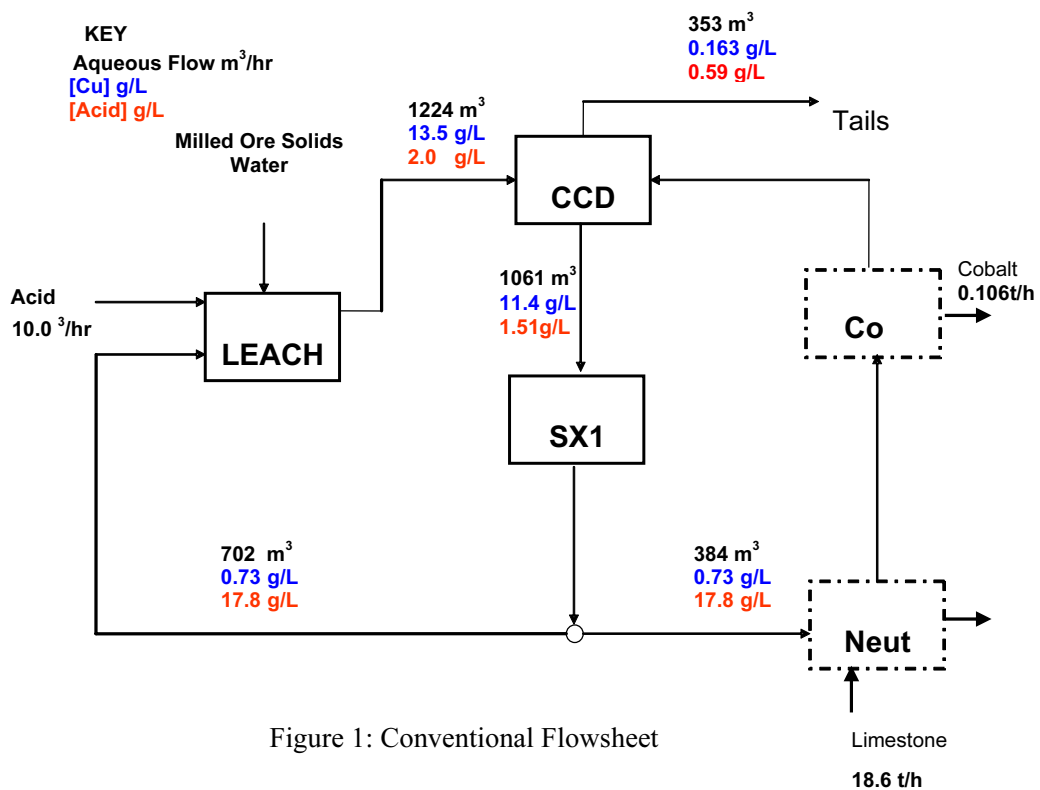 KEY
Aqueous Flow m³/hr
[Cu] g/L
[Acid] g/L
353 m³
0.163 g/L
0.59 g/L
Tails
1224 m³
13.5 g/L
2.0 g/L
Milled Ore Solids
Water
CCD
1061 m³
11.4 g/L
1.51g/L
Acid
10.0 ³/hr
LEACH
Cobalt
0.106t/h
Co
SX1
702 m³
0.73 g/L
17.8 g/L
384 m³
0.73 g/L
17.8 g/L
Neut
Figure 1: Conventional Flowsheet
Limestone
18.6 t/h